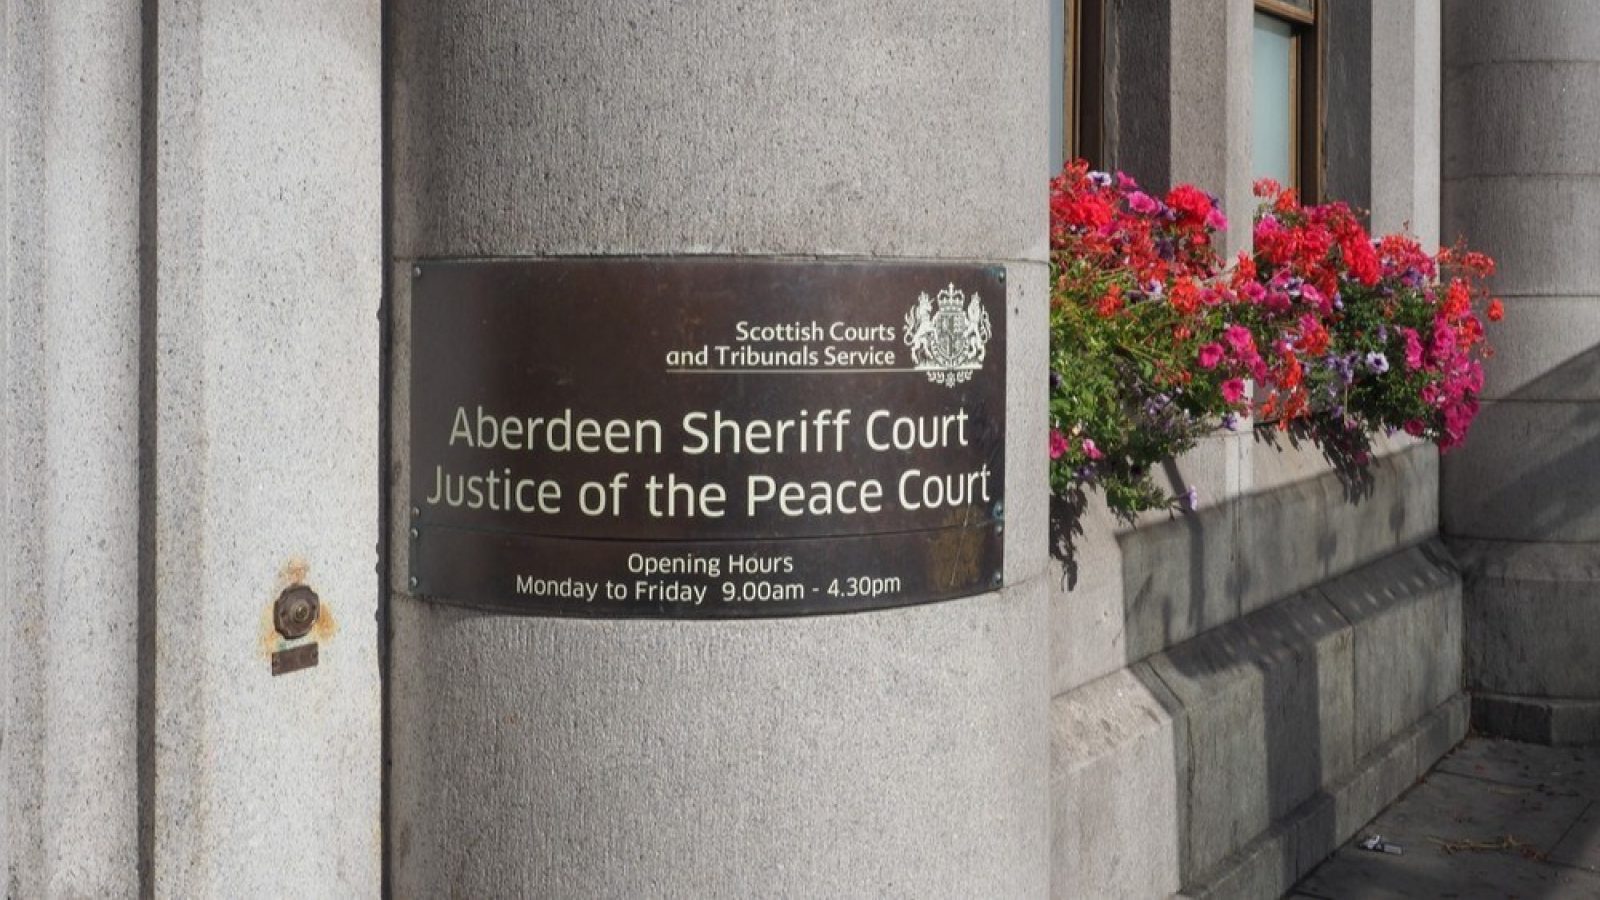 Scottish Courts
and Tribunals Service
Aberdeen Sheriff Court
Justice of the Peace Court
Opening Hours
Monday to Friday 9.00am - 4.30pm